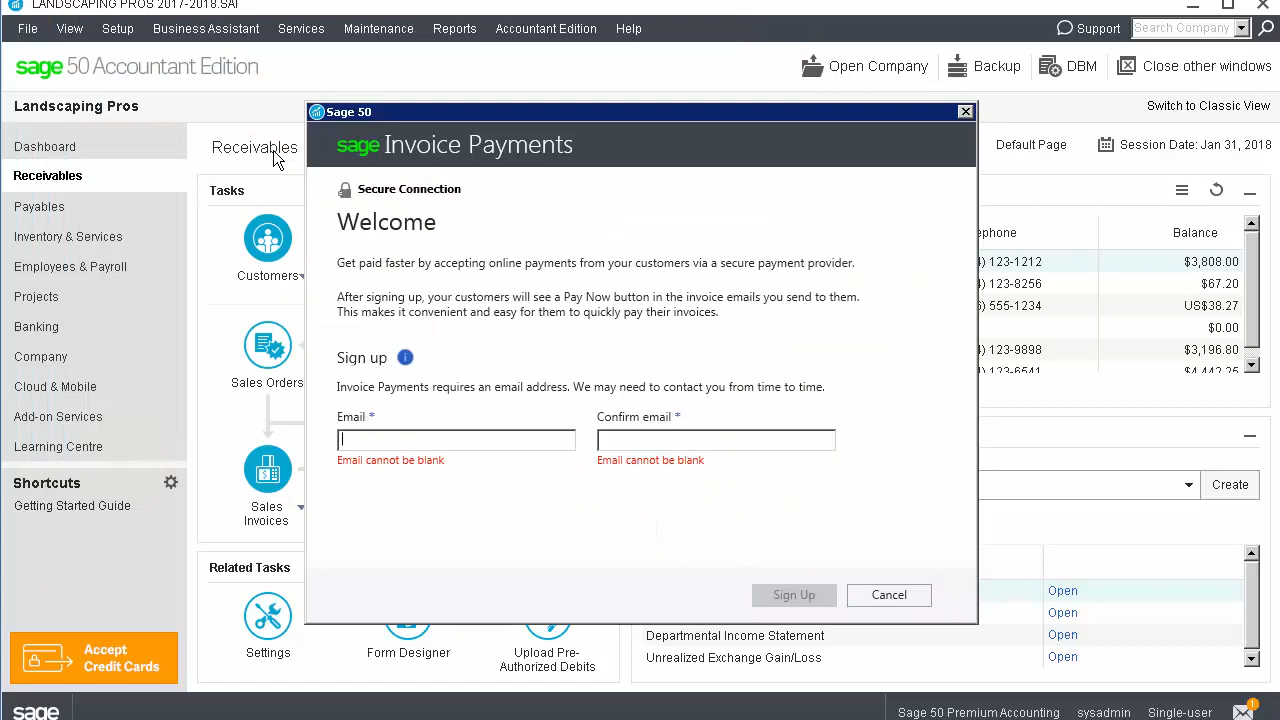 LANDSCAPING PROS 2017-2018.SAI
File View Setup Business Assistant Services Maintenance Reports Accountant Edition Help Support Search Company
sage 50 Accountant Edition Open Company Backup DBM Close other windows
Landscaping Pros Switch to Classic View
Dashboard
Receivables
Payables
Inventory & Services
Employees & Payroll
Projects
Banking
Company
Cloud & Mobile
Add-on Services
Learning Centre
Shortcuts
Getting Started Guide
Accept
Credit Cards
Receivables
Default Page Session Date: Jan 31, 2018
Tasks
Customers
Sales Orders
Sales
Invoices
Related Tasks
Settings
Form Designer
Upload Pre-
Authorized Debits
Sage 50
sage Invoice Payments
Secure Connection
Welcome
Get paid faster by accepting online payments from your customers via a secure payment provider.
After signing up, your customers will see a Pay Now button in the invoice emails you send to them.
This makes it convenient and easy for them to quickly pay their invoices.
Sign up i
Invoice Payments requires an email address. We may need to contact you from time to time.
Email * Confirm email *
Email cannot be blank Email cannot be blank
Sign Up Cancel
phone Balance
) 123-1212 $3,808.00
) 123-8256 $67.20
) 555-1234 US$38.27
$0.00
) 123-9898 $3,196.80
) 123-6541 $4,442.25
Create
Open
Open
Departmental Income Statement Open
Unrealized Exchange Gain/Loss Open
sage Sage 50 Premium Accounting sysadmin Single-user 1